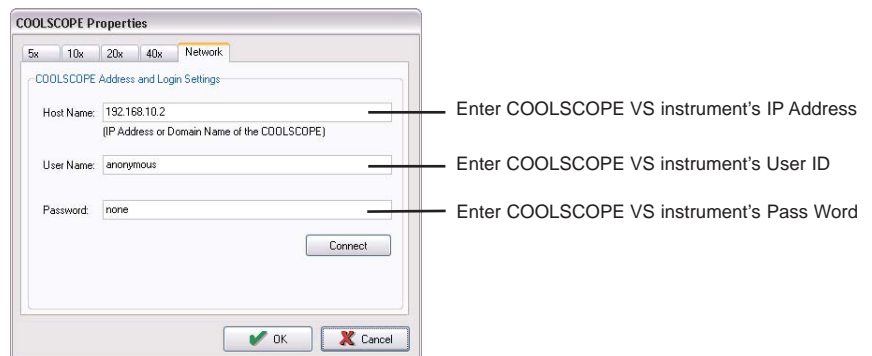 COOLSCOPE Properties
5x 10x 20x 40x Network
COOLSCOPE Address and Login Settings
Host Name: 192.168.10.2 Enter COOLSCOPE VS instrument's IP Address
(IP Address or Domain Name of the COOLSCOPE)
User Name: anonymous Enter COOLSCOPE VS instrument's User ID
Password: none Enter COOLSCOPE VS instrument's Pass Word
Connect
OK Cancel